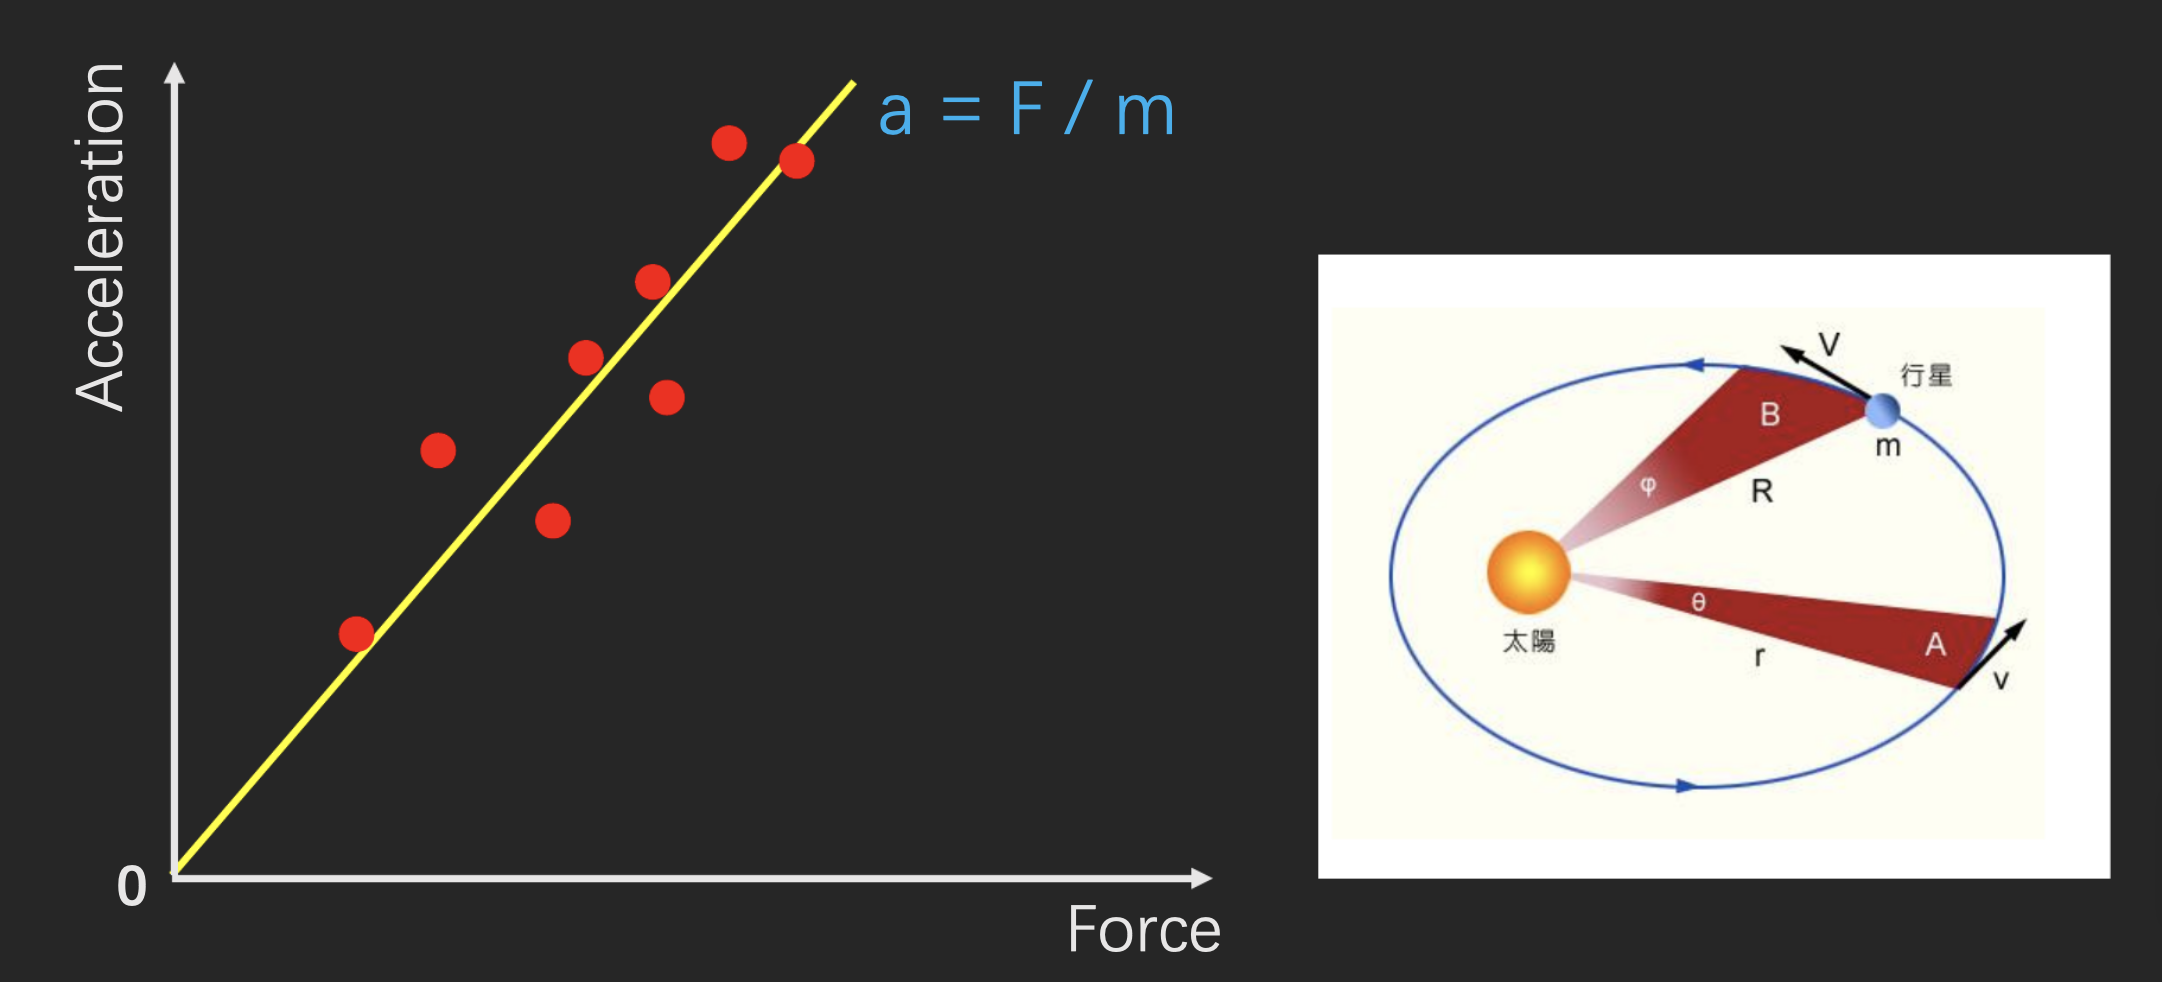 Acceleration
a = F / m
0
Force
V
行星
B
m
φ
R
θ
太陽
r
A
v